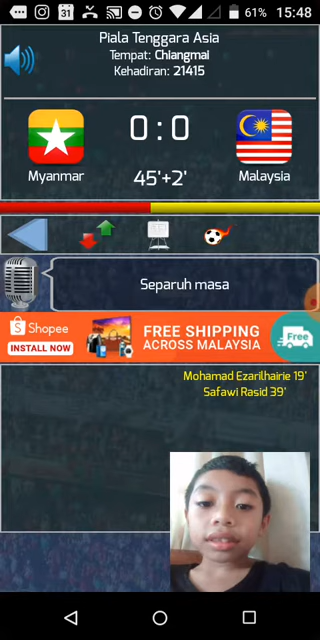 31
61% 15:48
Piala Tenggara Asia
Tempat: Chiangmai
Kehadiran: 21415
0 : 0
Myanmar
45'+2'
Malaysia
Separuh masa
Shopee
INSTALL NOW
FREE SHIPPING
ACROSS MALAYSIA
Free
Mohamad Ezarilhairie 19'
Safawi Rasid 39'